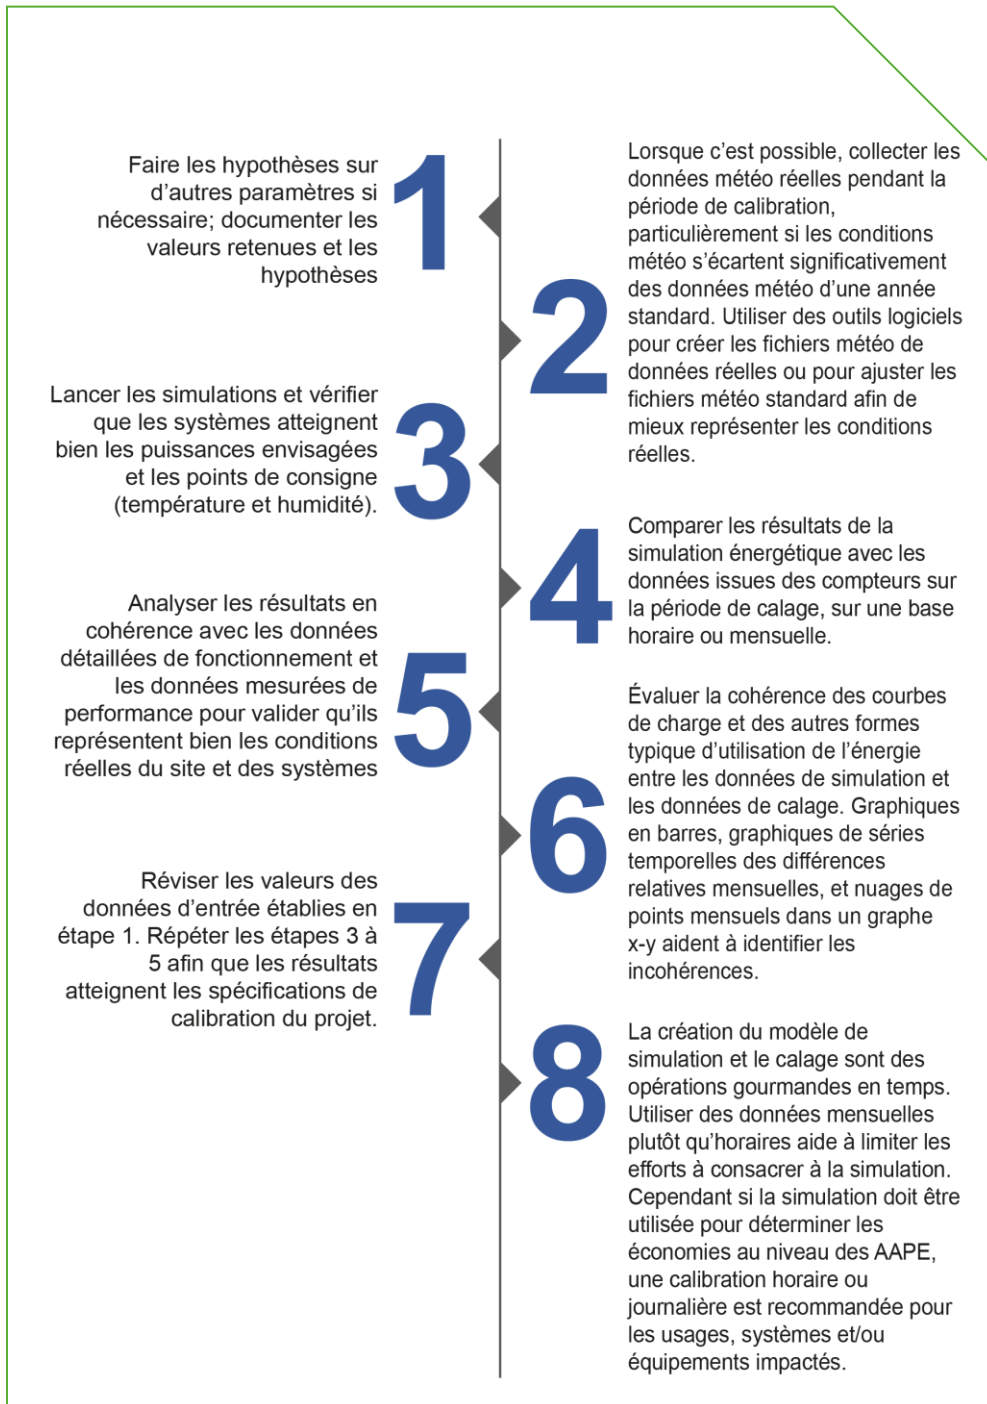 1
Faire les hypothèses sur
d’autres paramètres si
nécessaire; documenter les
valeurs retenues et les
hypothèses
2
Lorsque c’est possible, collecter les
données météo réelles pendant la
période de calibration,
particulièrement si les conditions
météo s’écartent significativement
des données météo d’une année
standard. Utiliser des outils logiciels
pour créer les fichiers météo de
données réelles ou pour ajuster les
fichiers météo standard afin de
mieux représenter les conditions
réelles.
3
Lancer les simulations et vérifier
que les systèmes atteignent
bien les puissances envisagées
et les points de consigne
(température et humidité).
4
Comparer les résultats de la
simulation énergétique avec les
données issues des compteurs sur
la période de calage, sur une base
horaire ou mensuelle.
5
Analyser les résultats en
cohérence avec les données
détaillées de fonctionnement et
les données mesurées de
performance pour valider qu’ils
représentent bien les conditions
réelles du site et des systèmes
6
Évaluer la cohérence des courbes
de charge et des autres formes
typique d’utilisation de l’énergie
entre les données de simulation et
les données de calage. Graphiques
en barres, graphiques de séries
temporelles des différences
relatives mensuelles, et nuages de
points mensuels dans un graphe
x-y aident à identifier les
incohérences.
7
Réviser les valeurs des
données d’entrée établies en
étape 1. Répéter les étapes 3 à
5 afin que les résultats
atteignent les spécifications de
calibration du projet.
8
La création du modèle de
simulation et le calage sont des
opérations gourmandes en temps.
Utiliser des données mensuelles
plutôt qu’horaires aide à limiter les
efforts à consacrer à la simulation.
Cependant si la simulation doit être
utilisée pour déterminer les
économies au niveau des AAPE,
une calibration horaire ou
journalière est recommandée pour
les usages, systèmes et/ou
équipements impactés.